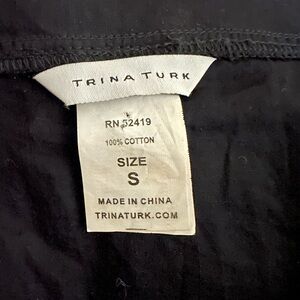 TRINA TURK
RN 52419
100% COTTON
SIZE
S
MADE IN CHINA
TRINATURK.COM